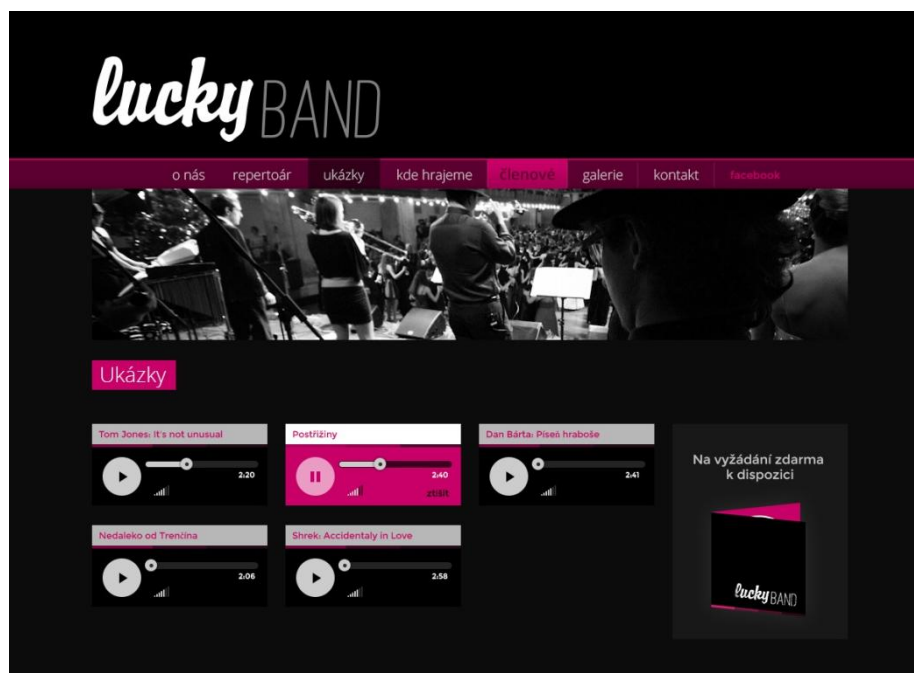 lucky BAND
o nás repertoár ukázky kde hrajeme členové galerie kontakt facebook
Ukázky
Tom Jones: It's not unusual
2:20
Postřižiny
2:40
ztišit
Dan Bárta: Píseň hraboše
2:41
Na vyžádání zdarma
k dispozici
lucky BAND
Nedaleko od Trenčína
2:06
Shrek: Accidentaly in Love
2:58